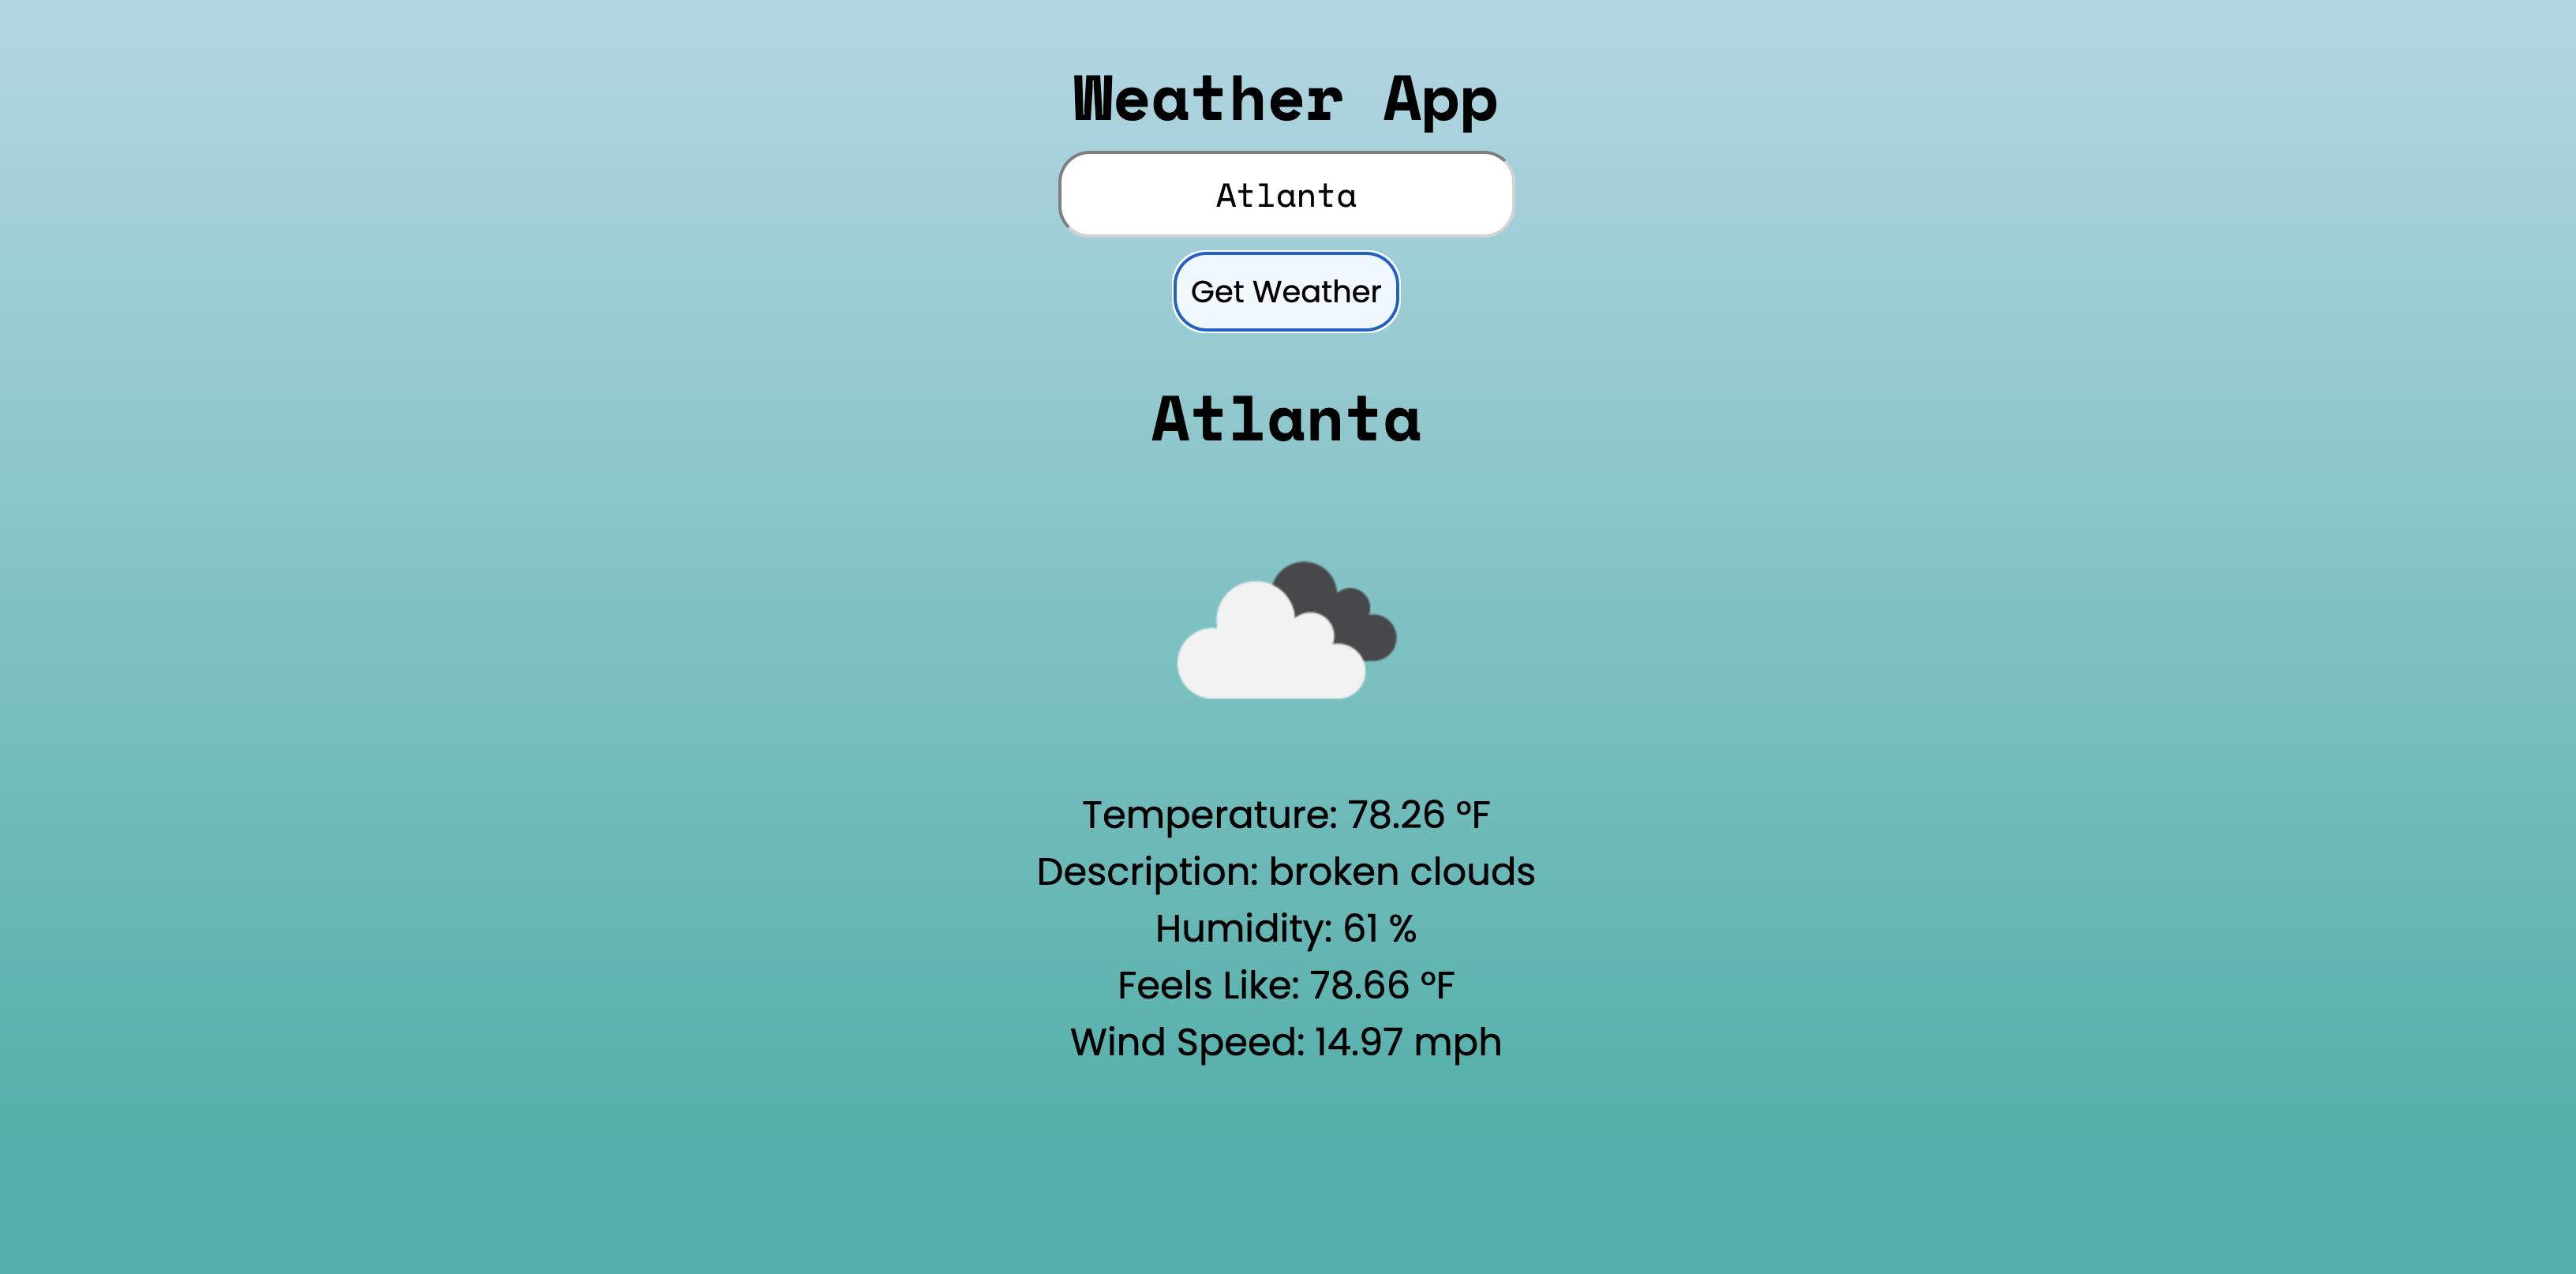 Weather App
Atlanta
Get Weather
Atlanta
Temperature: 78.26 °F
Description: broken clouds
Humidity: 61 %
Feels Like: 78.66 °F
Wind Speed: 14.97 mph